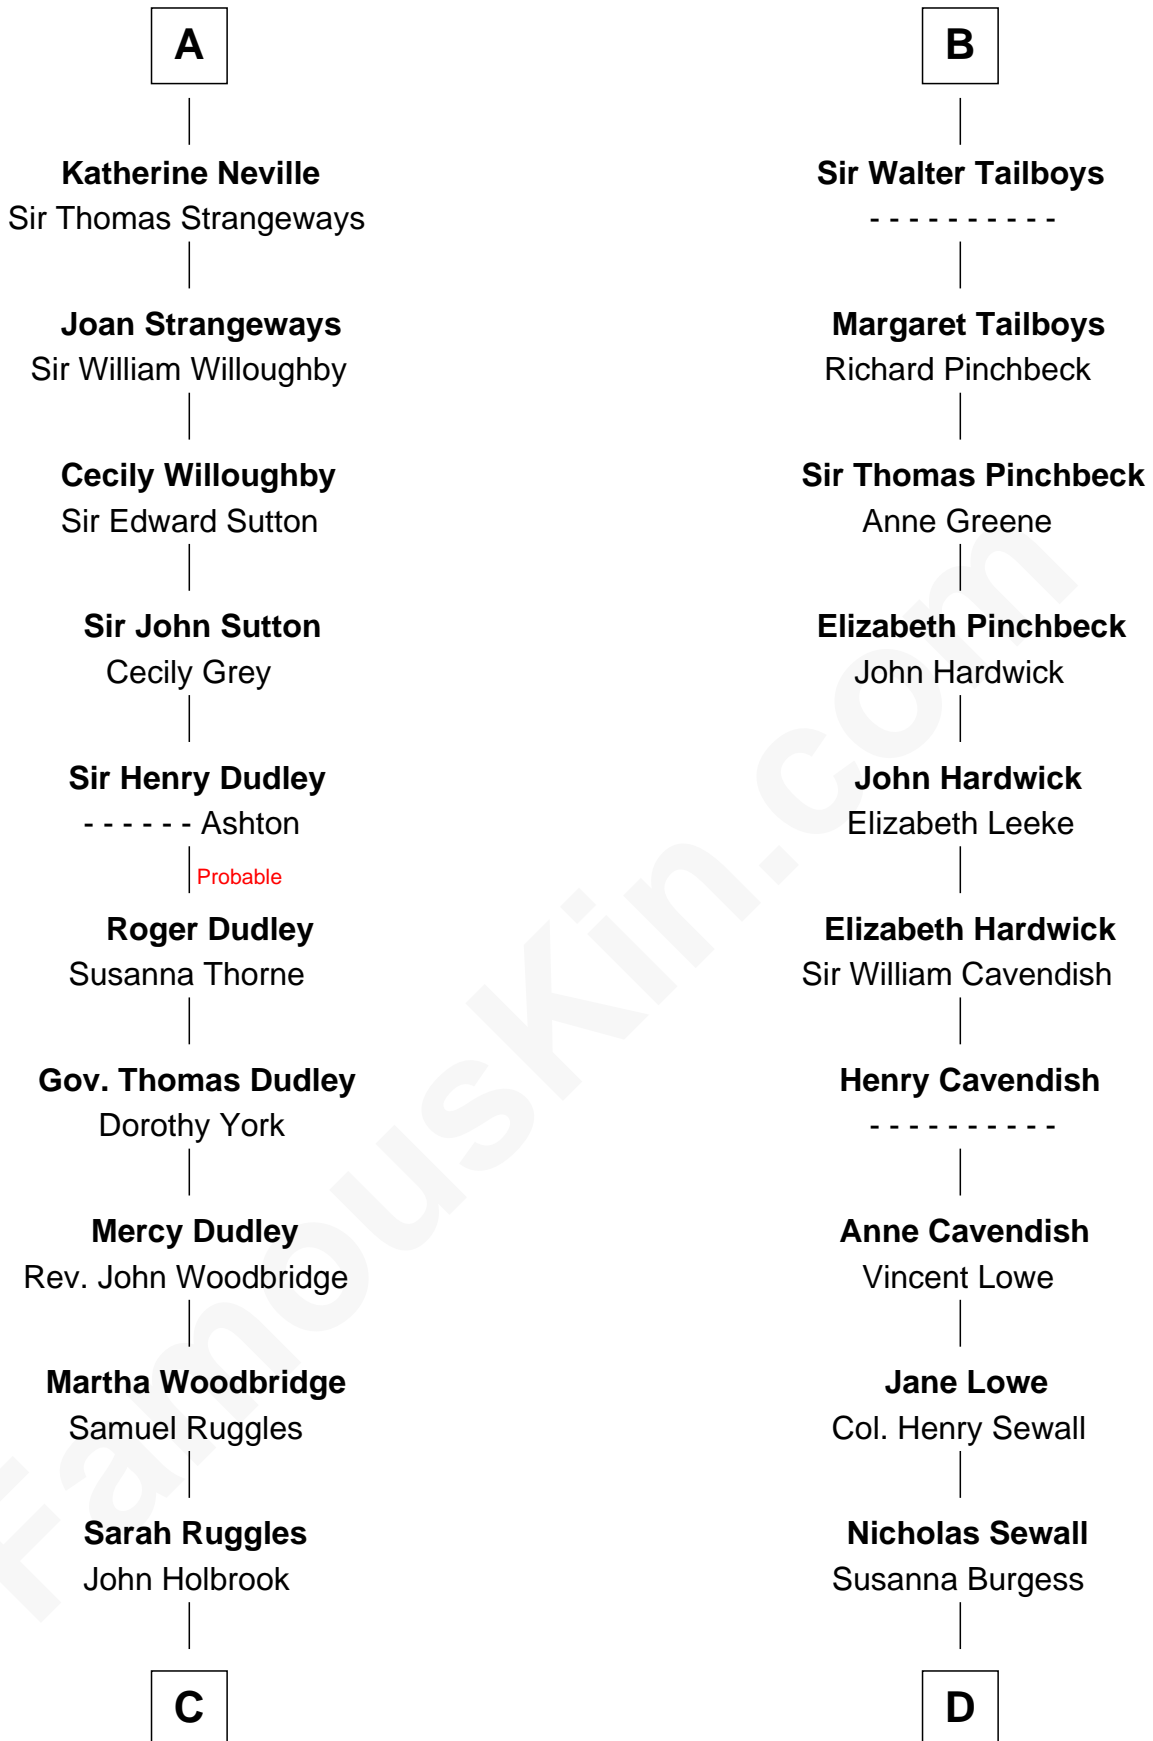 A
Katherine Neville
Sir Thomas Strangeways
Joan Strangeways
Sir William Willoughby
Cecily Willoughby
Sir Edward Sutton
Sir John Sutton
Cecily Grey
Sir Henry Dudley
- - - - - - Ashton
Probable
Roger Dudley
Susanna Thorne
Gov. Thomas Dudley
Dorothy York
Mercy Dudley
Rev. John Woodbridge
Martha Woodbridge
Samuel Ruggles
Sarah Ruggles
John Holbrook
C
B
Sir Walter Tailboys
- - - - - - - - - -
Margaret Tailboys
Richard Pinchbeck
Sir Thomas Pinchbeck
Anne Greene
Elizabeth Pinchbeck
John Hardwick
John Hardwick
Elizabeth Leeke
Elizabeth Hardwick
Sir William Cavendish
Henry Cavendish
- - - - - - - - - -
Anne Cavendish
Vincent Lowe
Jane Lowe
Col. Henry Sewall
Nicholas Sewall
Susanna Burgess
D
FamousKin.com